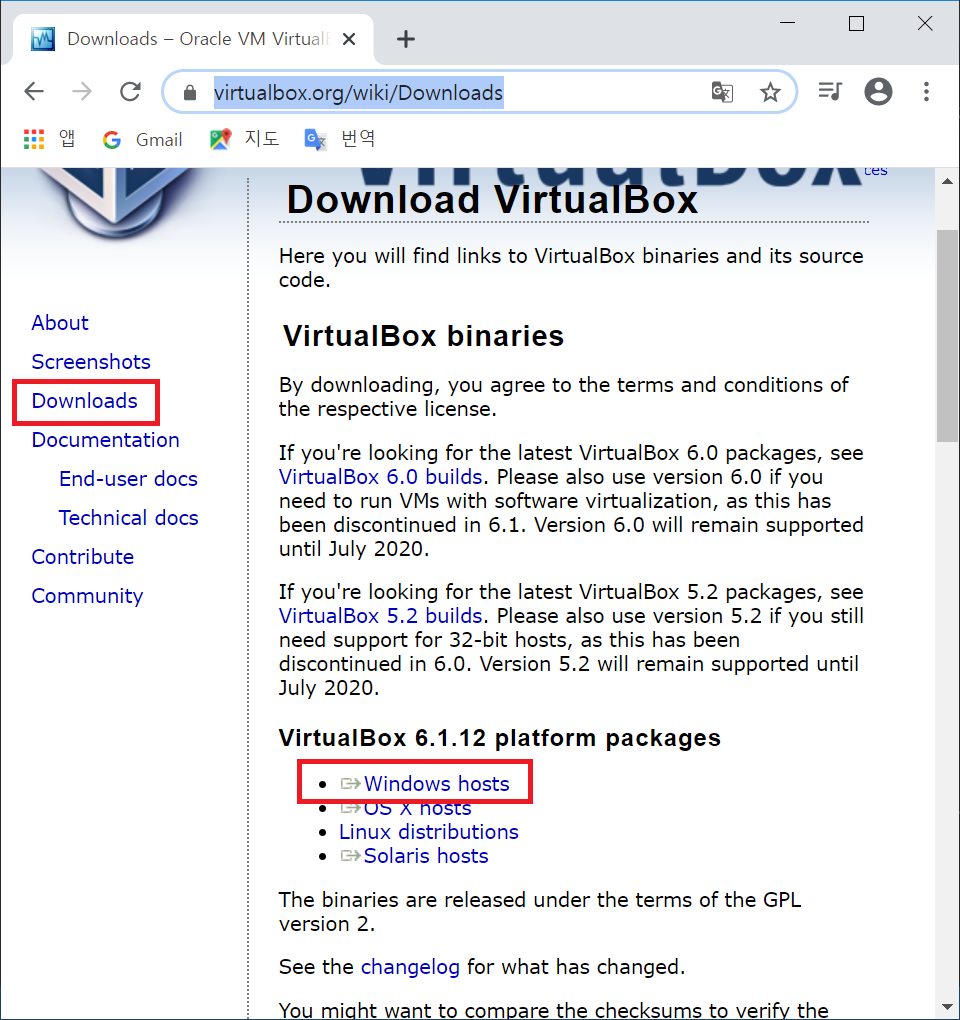 Downloads – Oracle VM Virtual
virtualbox.org/wiki/Downloads
앱 Gmail 지도 번역
VirtualBox
ces
Download VirtualBox
Here you will find links to VirtualBox binaries and its source
code.
About
Screenshots
Downloads
Documentation
End-user docs
Technical docs
Contribute
Community
VirtualBox binaries
By downloading, you agree to the terms and conditions of
the respective license.
If you're looking for the latest VirtualBox 6.0 packages, see
VirtualBox 6.0 builds. Please also use version 6.0 if you
need to run VMs with software virtualization, as this has
been discontinued in 6.1. Version 6.0 will remain supported
until July 2020.
If you're looking for the latest VirtualBox 5.2 packages, see
VirtualBox 5.2 builds. Please also use version 5.2 if you still
need support for 32-bit hosts, as this has been
discontinued in 6.0. Version 5.2 will remain supported until
July 2020.
VirtualBox 6.1.12 platform packages
Windows hosts
OS X hosts
Linux distributions
Solaris hosts
The binaries are released under the terms of the GPL
version 2.
See the changelog for what has changed.
You might want to compare the checksums to verify the